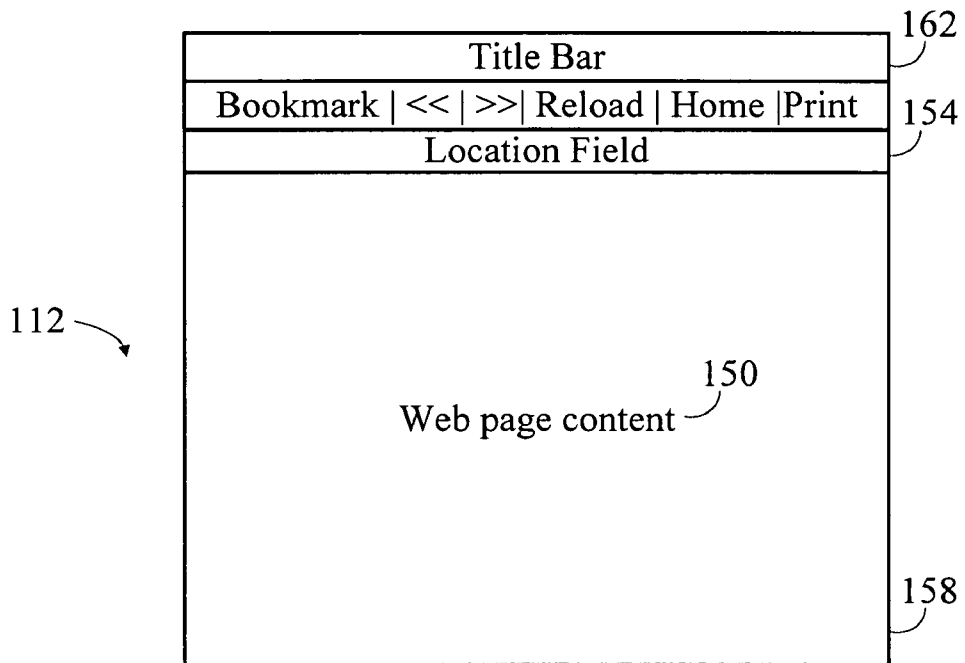 162
Title Bar
Bookmark | << | >>| Reload | Home |Print
154
Location Field
112
150
Web page content
158